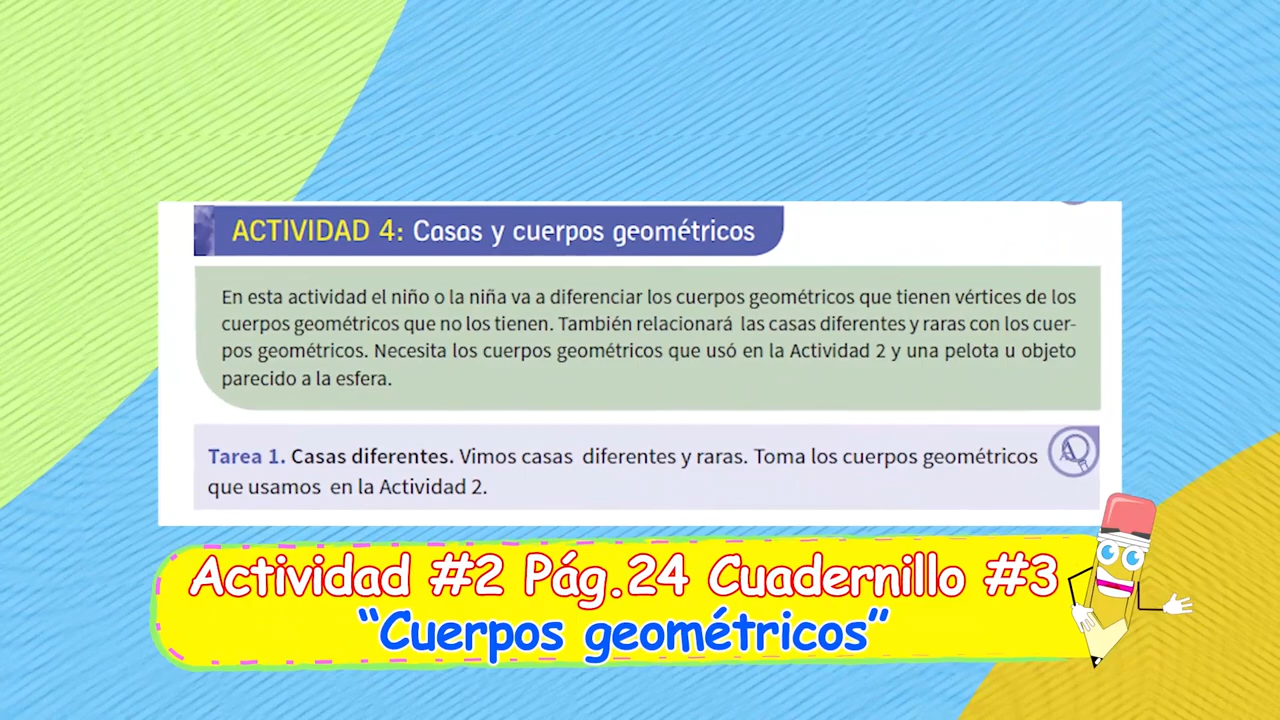 ACTIVIDAD 4: Casas y cuerpos geométricos
En esta actividad el niño o la niña va a diferenciar los cuerpos geométricos que tienen vértices de los
cuerpos geométricos que no los tienen. También relacionará las casas diferentes y raras con los cuer-
pos geométricos. Necesita los cuerpos geométricos que usó en la Actividad 2 y una pelota u objeto
parecido a la esfera.
Tarea 1. Casas diferentes. Vimos casas diferentes y raras. Toma los cuerpos geométricos
que usamos en la Actividad 2.
Actividad #2 Pág.24 Cuadernillo #3
“Cuerpos geométricos”